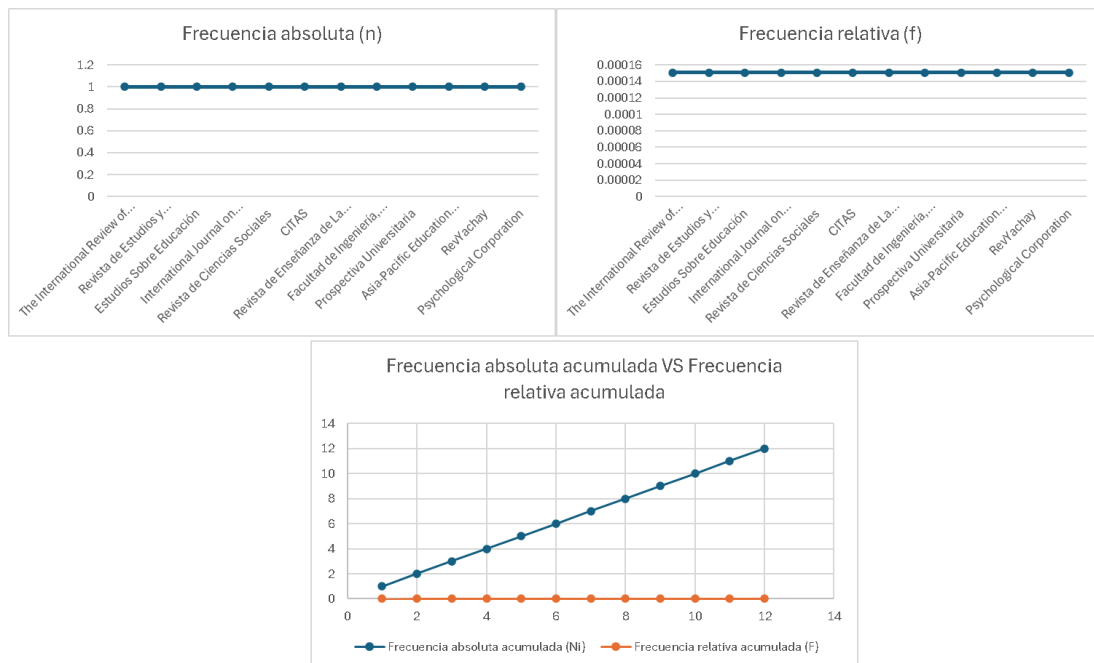 Frecuencia absoluta (n)
1.2
1
0.8
0.6
0.4
0.2
0
The International Review of...
Revista de Estudios y...
Estudios Sobre Educación
International Journal on...
Revista de Ciencias Sociales
CITAS
Revista de Enseñanza de La...
Facultad de Ingeniería,...
Prospectiva Universitaria
Asia-Pacific Education...
RevYachay
Psychological Corporation
Frecuencia relativa (f)
0.00016
0.00014
0.00012
0.0001
0.00008
0.00006
0.00004
0.00002
0
The International Review of...
Revista de Estudios y...
Estudios Sobre Educación
International Journal on...
Revista de Ciencias Sociales
CITAS
Revista de Enseñanza de La...
Facultad de Ingeniería,...
Prospectiva Universitaria
Asia-Pacific Education...
RevYachay
Psychological Corporation
Frecuencia absoluta acumulada VS Frecuencia
relativa acumulada
14
12
10
8
6
4
2
0
0 2 4 6 8 10 12 14
Frecuencia absoluta acumulada (Ni) Frecuencia relativa acumulada (F)